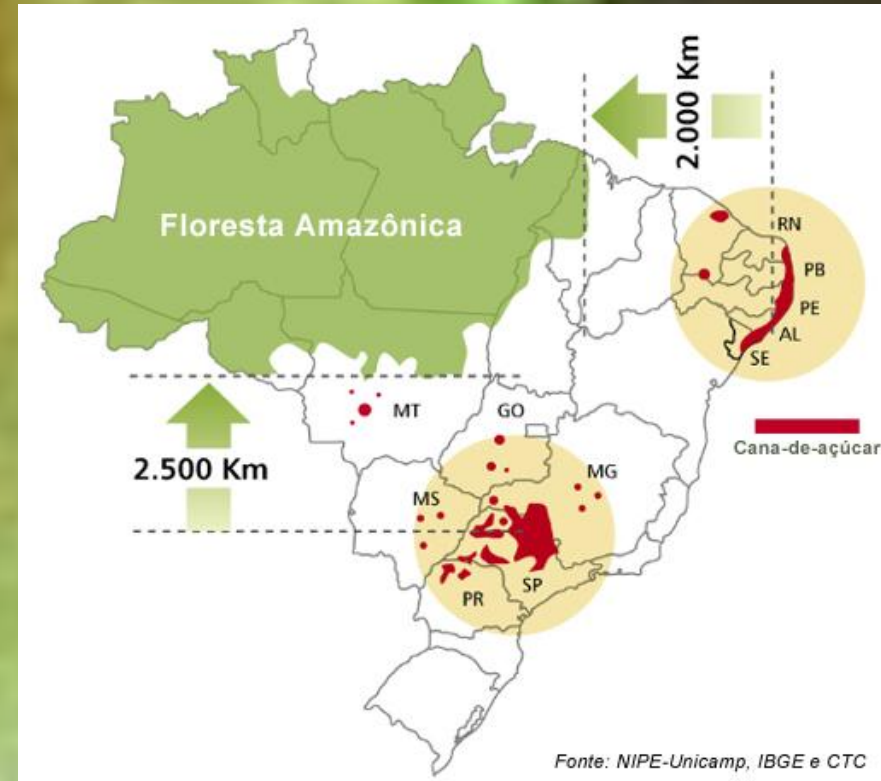 2.000 Km
Floresta Amazônica
RN
PB
PE
AL
SE
Cana-de-açúcar
MT
GO
2.500 Km
MG
MS
SP
PR
Fonte: NIPE-Unicamp, IBGE e CTC